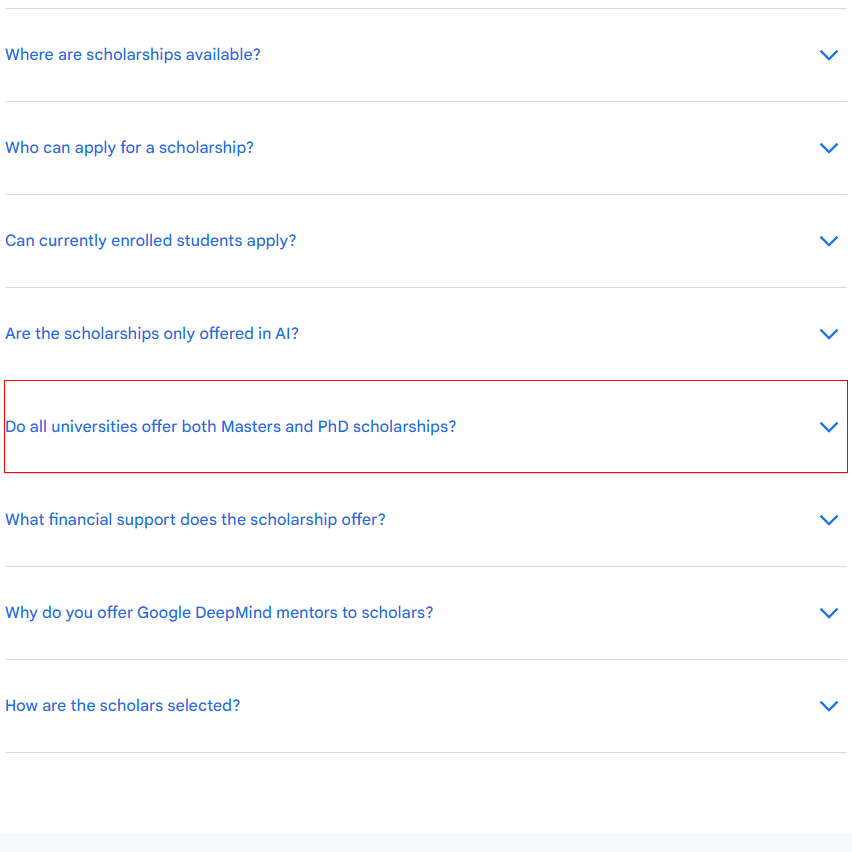 Where are scholarships available?
Who can apply for a scholarship?
Can currently enrolled students apply?
Are the scholarships only offered in AI?
Do all universities offer both Masters and PhD scholarships?
What financial support does the scholarship offer?
Why do you offer Google DeepMind mentors to scholars?
How are the scholars selected?